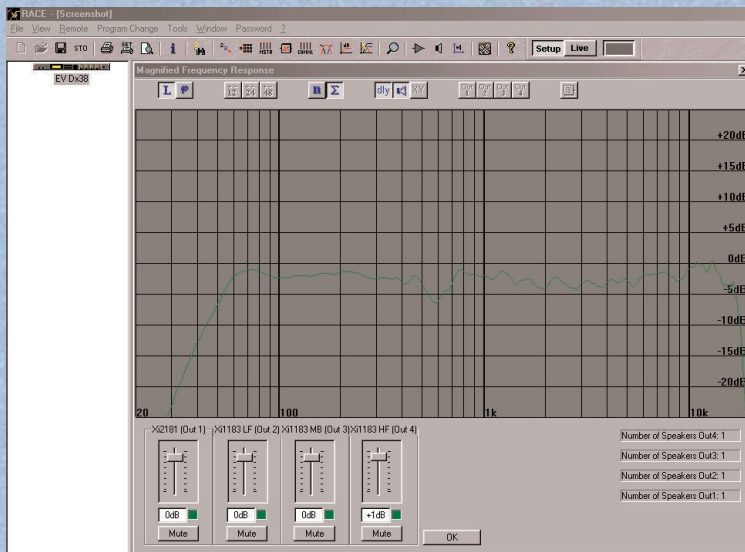 RACE - [Screenshot]
File View Remote Program Change Tools Window Password ?
STO
Setup Live
EV Dx38
Magnified Frequency Response
L φ 12 24 48 n Σ dly XY Out 1 Out 2 Out 3 Out 4
+20dB
+15dB
+10dB
+5dB
0dB
-5dB
-10dB
-15dB
-20dB
20 100 1k 10k
Xi2181 (Out 1) Xi1183 LF (Out 2) Xi1183 MB (Out 3) Xi1183 HF (Out 4)
0dB 0dB 0dB +1dB
Mute Mute Mute Mute
OK
Number of Speakers Out4: 1
Number of Speakers Out3: 1
Number of Speakers Out2: 1
Number of Speakers Out1: 1